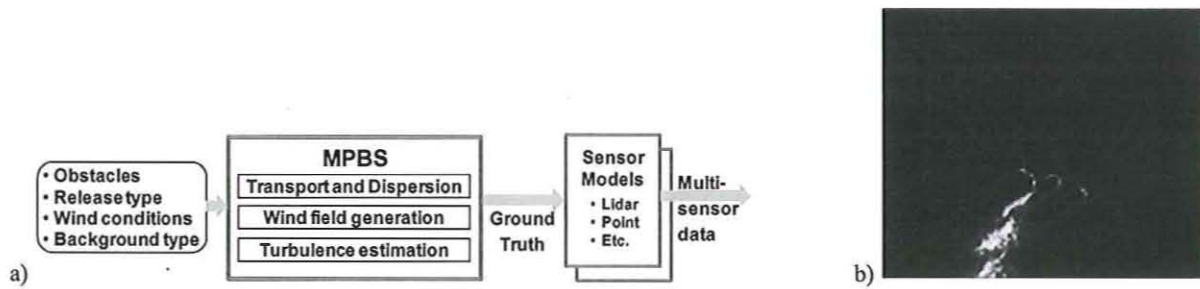 a)
• Obstacles
• Release type
• Wind conditions
• Background type
MPBS
Transport and Dispersion
Wind field generation
Turbulence estimation
Ground
Truth
Sensor
Models
• Lidar
• Point
• Etc.
Multi-
sensor
data
b)